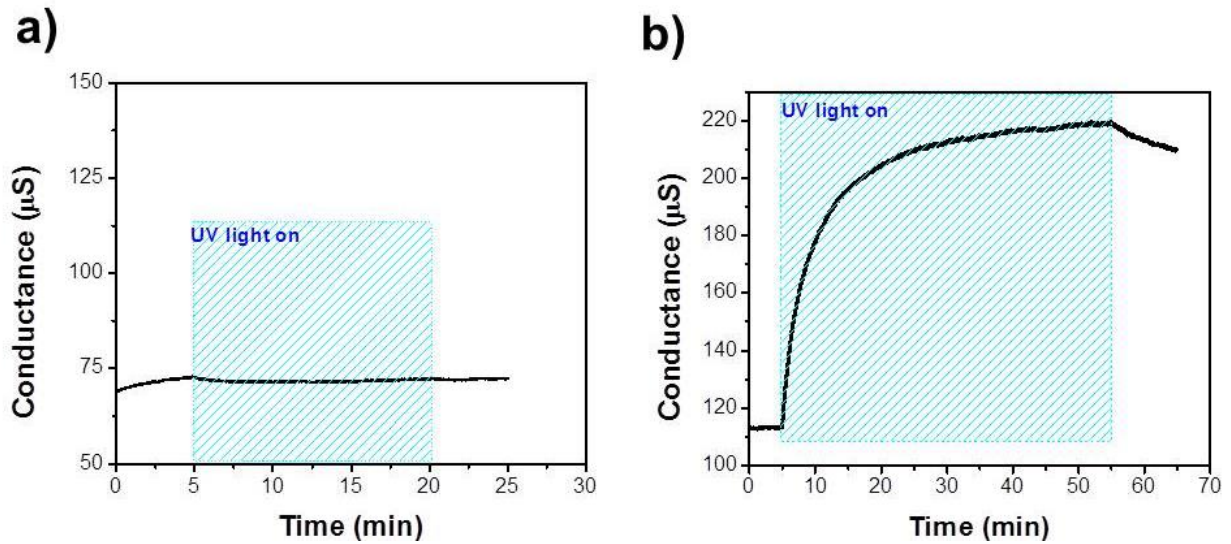 a)
150
125
100
75
50
Conductance (μS)
UV light on
0 5 10 15 20 25 30
Time (min)
b)
220
200
180
160
140
120
100
Conductance (μS)
UV light on
0 10 20 30 40 50 60 70
Time (min)